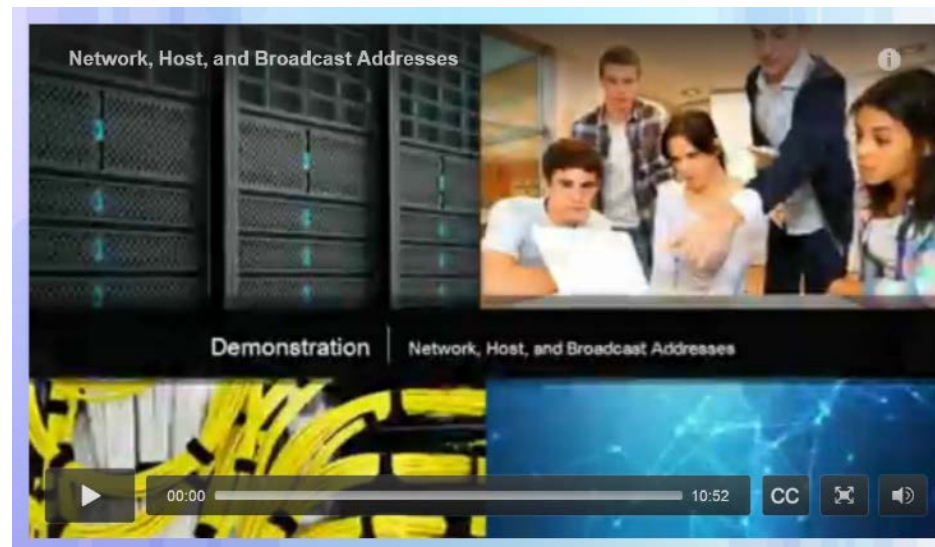 Network, Host, and Broadcast Addresses
Demonstration
Network, Host, and Broadcast Addresses
00:00
10:52
CC